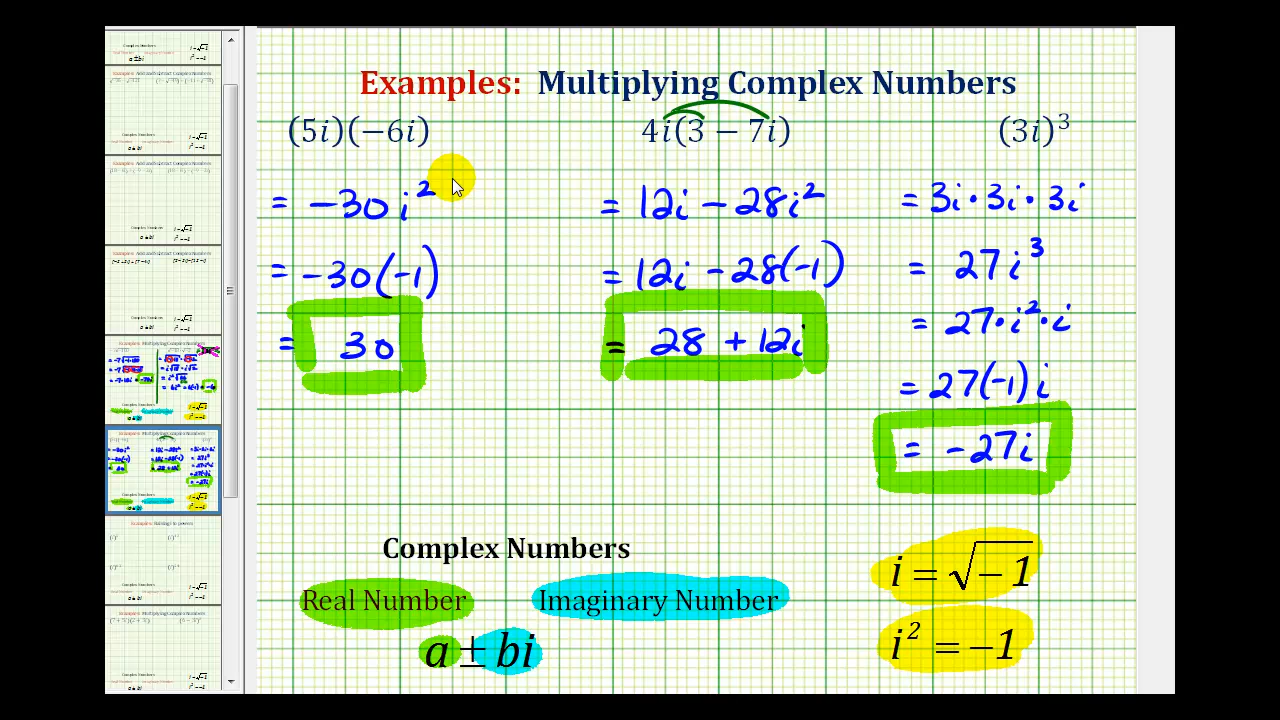 Examples: Multiplying Complex Numbers
(5i)(−6i)
= −30i²
= −30(−1)
= 30
4i(3 − 7i)
= 12i − 28i²
= 12i − 28(−1)
= 28 + 12i
(3i)³
= 3i • 3i • 3i
= 27i³
= 27 • i² • i
= 27(−1)i
= −27i
Complex Numbers
Real Number Imaginary Number
a ± bi
i = √−1
i² = −1